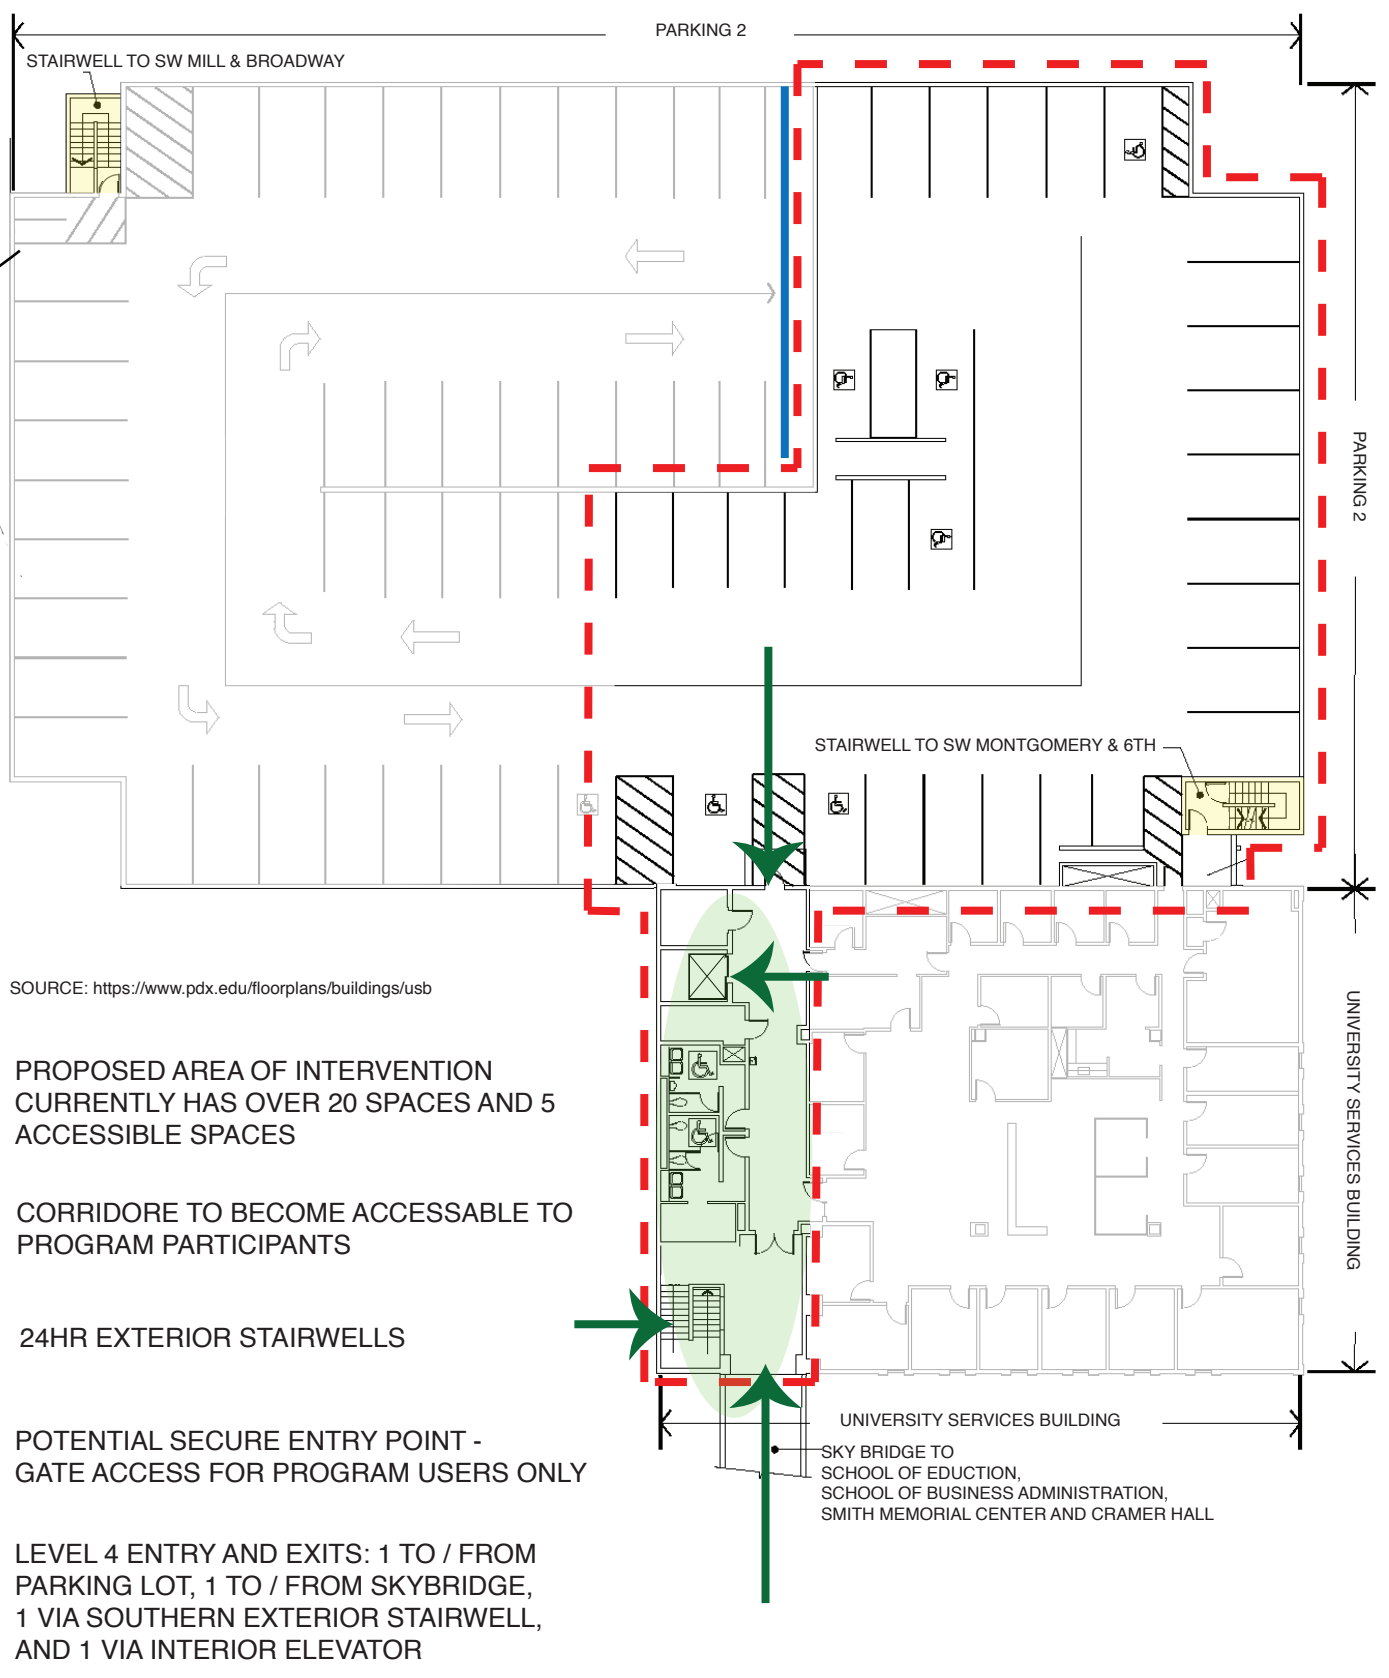 PARKING 2
STAIRWELL TO SW MILL & BROADWAY
PARKING 2
STAIRWELL TO SW MONTGOMERY & 6TH
SOURCE: https://www.pdx.edu/floorplans/buildings/usb
UNIVERSITY SERVICES BUILDING
PROPOSED AREA OF INTERVENTION
CURRENTLY HAS OVER 20 SPACES AND 5
ACCESSIBLE SPACES
CORRIDORE TO BECOME ACCESSABLE TO
PROGRAM PARTICIPANTS
24HR EXTERIOR STAIRWELLS
UNIVERSITY SERVICES BUILDING
POTENTIAL SECURE ENTRY POINT -
GATE ACCESS FOR PROGRAM USERS ONLY
SKY BRIDGE TO
SCHOOL OF EDUCTION,
SCHOOL OF BUSINESS ADMINISTRATION,
SMITH MEMORIAL CENTER AND CRAMER HALL
LEVEL 4 ENTRY AND EXITS: 1 TO / FROM
PARKING LOT, 1 TO / FROM SKYBRIDGE,
1 VIA SOUTHERN EXTERIOR STAIRWELL,
AND 1 VIA INTERIOR ELEVATOR